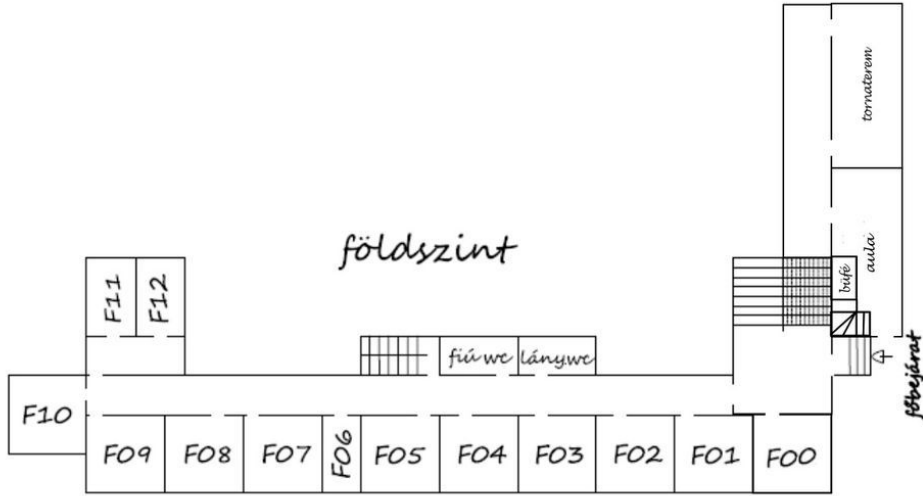 tornaterem
földszint
aula
büfé
F11
F12
főbejárat
fiú wc
lány wc
F10
F09
F08
F07
F06
F05
F04
F03
F02
F01
F00